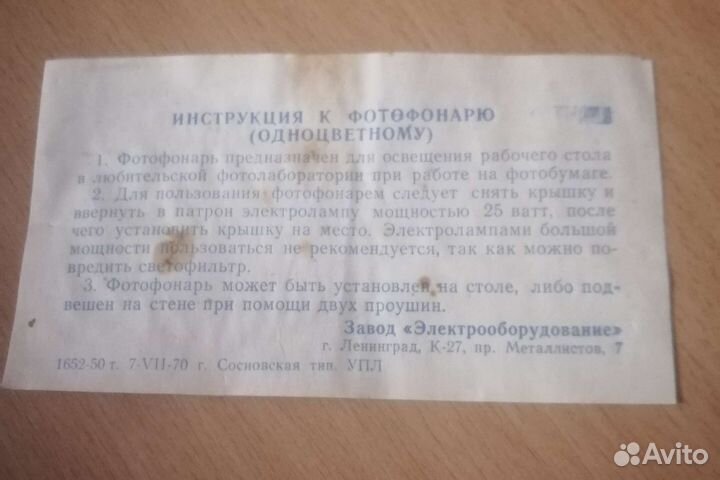 ИНСТРУКЦИЯ К ФОТОФОНАРЮ
(ОДНОЦВЕТНОМУ)
1. Фотофонарь предназначен для освещения рабочего стола
в любительской фотолаборатории при работе на фотобумаге.
2. Для пользования фотофонарем следует снять крышку и
ввернуть в патрон электролампу мощностью 25 ватт, после
чего установить крышку на место. Электролампами большой
мощности пользоваться не рекомендуется, так как можно по-
вредить светофильтр.
3. Фотофонарь может быть установлен на столе, либо под-
вешен на стене при помощи двух проушин.
Завод «Электрооборудование»
г. Ленинград, К-27, пр. Металлистов, 7
1652-50 т. 7-VII-70 г. Сосновская тип. УПЛ
Avito